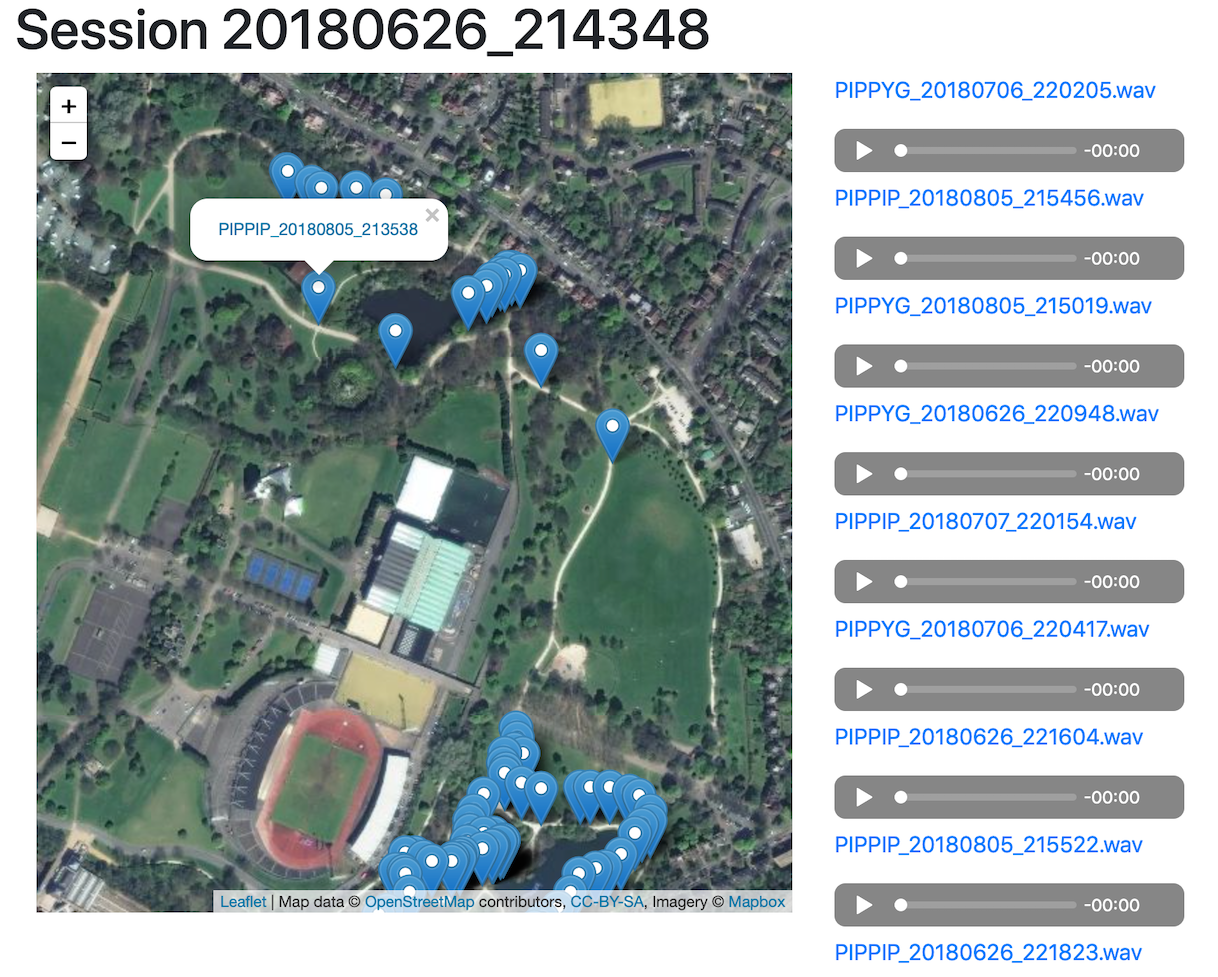 Session 20180626_214348
+
−
PIPPIP_20180805_213538
×
Leaflet | Map data © OpenStreetMap contributors, CC-BY-SA, Imagery © Mapbox
PIPPYG_20180706_220205.wav
-00:00
PIPPIP_20180805_215456.wav
-00:00
PIPPYG_20180805_215019.wav
-00:00
PIPPYG_20180626_220948.wav
-00:00
PIPPIP_20180707_220154.wav
-00:00
PIPPYG_20180706_220417.wav
-00:00
PIPPIP_20180626_221604.wav
-00:00
PIPPIP_20180805_215522.wav
-00:00
PIPPIP_20180626_221823.wav